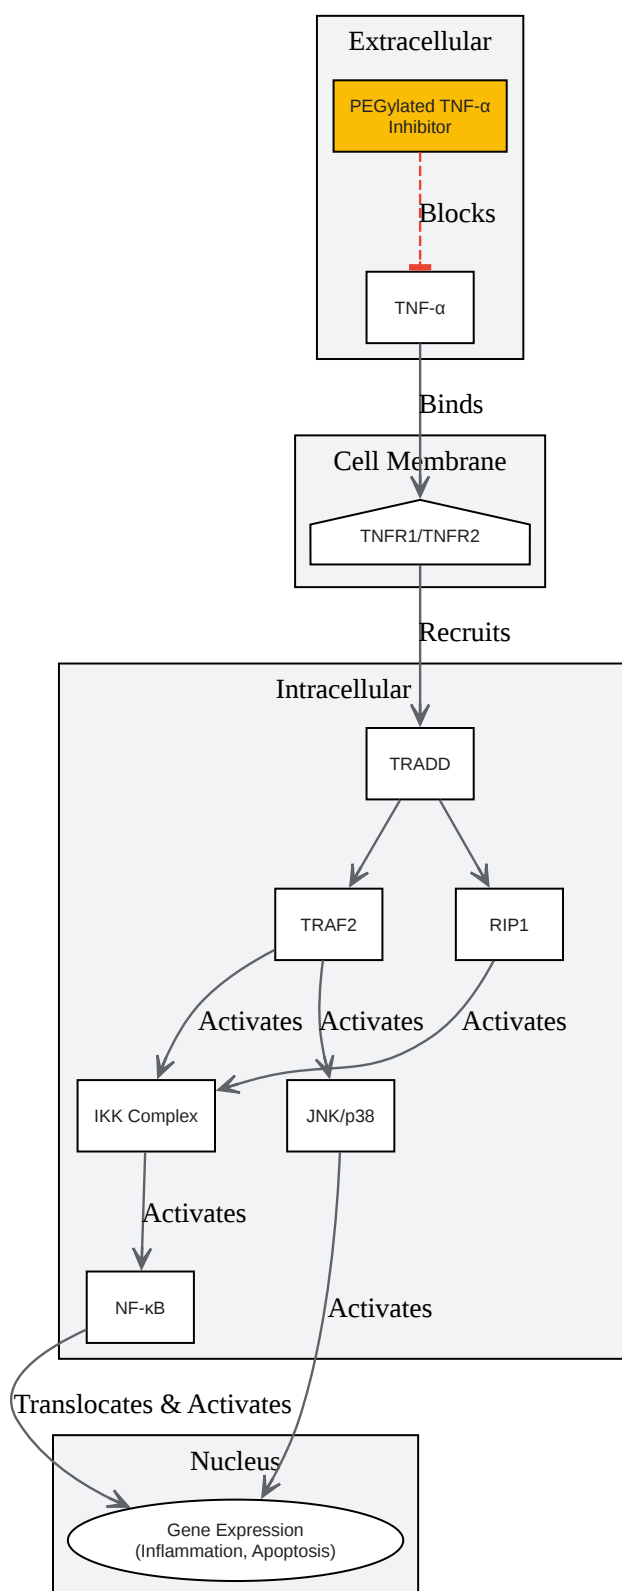 Extracellular
PEGylated TNF-α
Inhibitor
Blocks
TNF-α
Binds
Cell Membrane
TNFR1/TNFR2
Recruits
Intracellular
TRADD
TRAF2
RIP1
Activates
Activates
Activates
IKK Complex
JNK/p38
Activates
NF-κB
Activates
Translocates & Activates
Nucleus
Gene Expression
(Inflammation, Apoptosis)